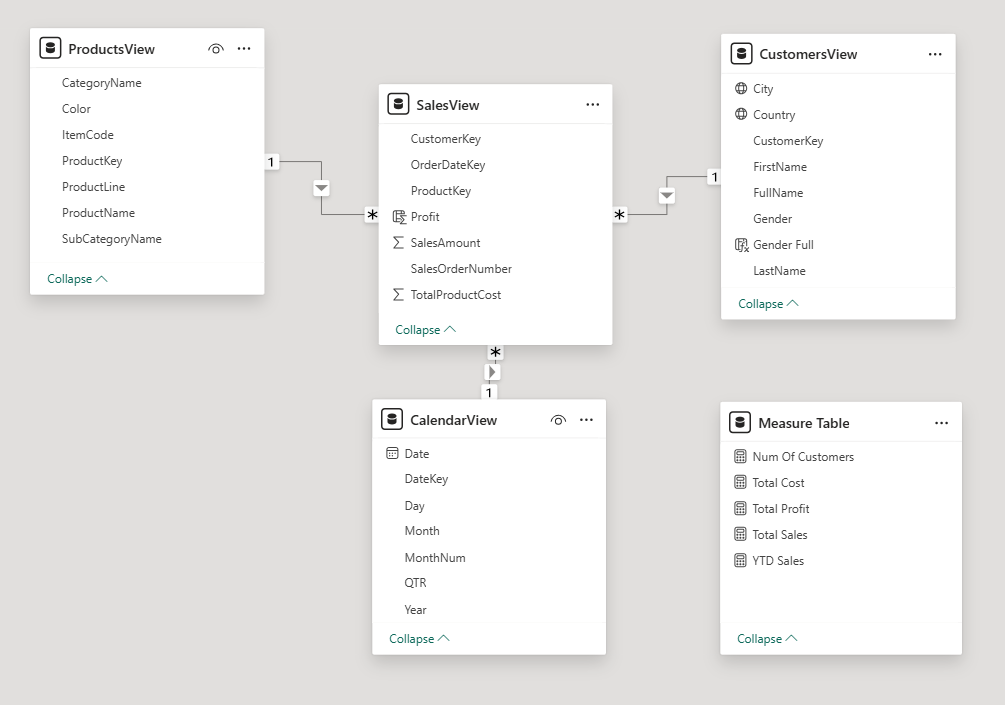 ProductsView
CategoryName
Color
ItemCode
ProductKey
ProductLine
ProductName
SubCategoryName
Collapse
1
*
SalesView
CustomerKey
OrderDateKey
ProductKey
Profit
SalesAmount
SalesOrderNumber
TotalProductCost
Collapse
*
1
CustomersView
City
Country
CustomerKey
FirstName
FullName
Gender
Gender Full
LastName
Collapse
*
1
CalendarView
Date
DateKey
Day
Month
MonthNum
QTR
Year
Collapse
Measure Table
Num Of Customers
Total Cost
Total Profit
Total Sales
YTD Sales
Collapse